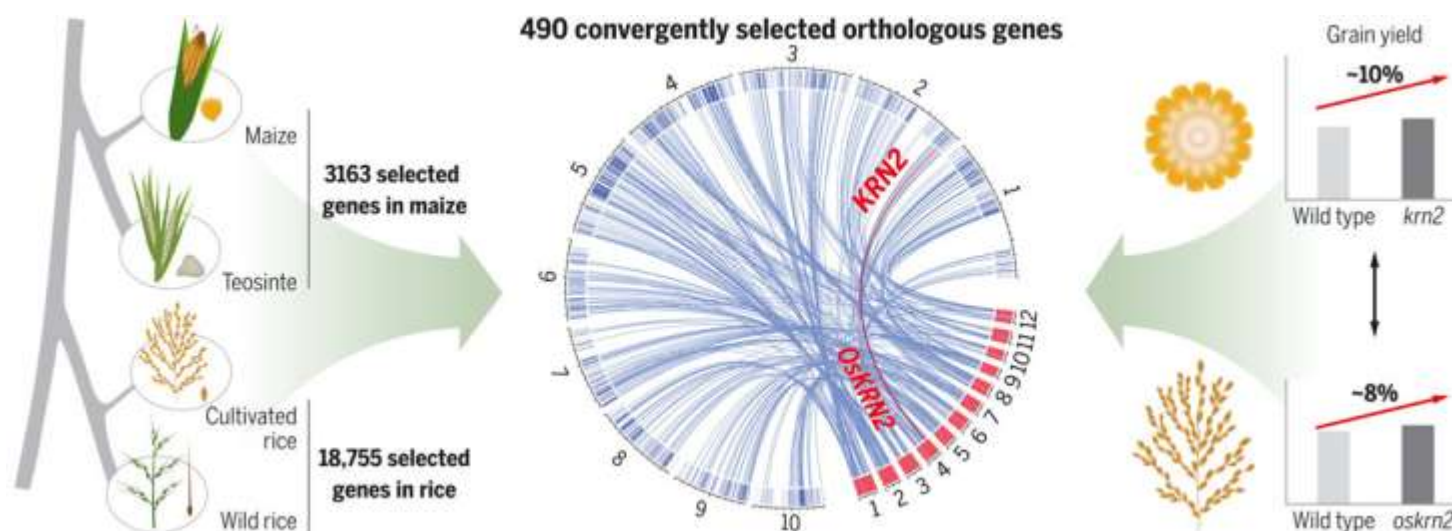 490 convergently selected orthologous genes
Maize
3163 selected
genes in maize
Teosinte
Cultivated
rice
18,755 selected
genes in rice
Wild rice
3
2
1
4
5
6
7
8
9
10
KRN2
OsKRN2
12
11
10
9
8
7
6
5
4
3
2
1
Grain yield
~10%
Wild type krn2
~8%
Wild type oskrn2